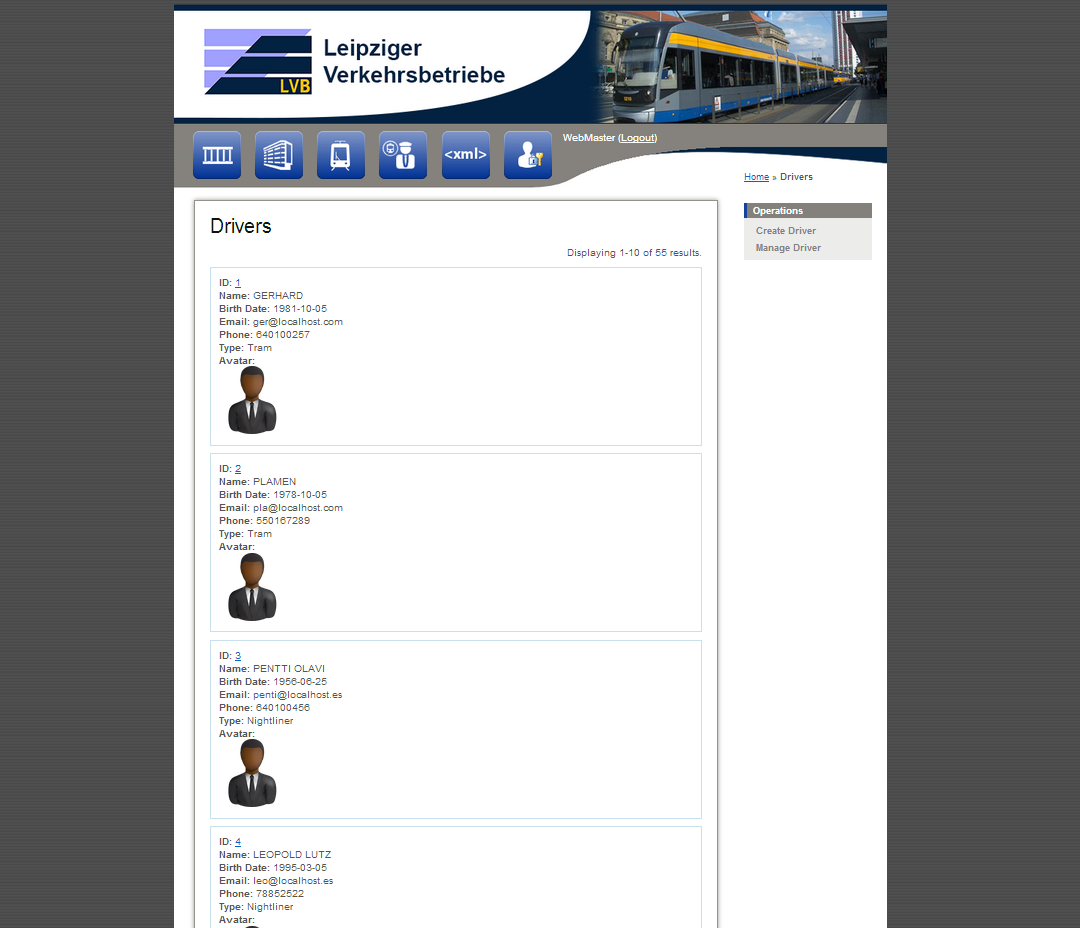 Leipziger
Verkehrsbetriebe
LVB
<xml>
WebMaster (Logout)
Home » Drivers
Operations
Create Driver
Manage Driver
Drivers
Displaying 1-10 of 55 results.
ID: 1
Name: GERHARD
Birth Date: 1981-10-05
Email: ger@localhost.com
Phone: 640100257
Type: Tram
Avatar:
ID: 2
Name: PLAMEN
Birth Date: 1978-10-05
Email: pla@localhost.com
Phone: 550167289
Type: Tram
Avatar:
ID: 3
Name: PENTTI OLAVI
Birth Date: 1956-06-25
Email: penti@localhost.es
Phone: 640100456
Type: Nightliner
Avatar:
ID: 4
Name: LEOPOLD LUTZ
Birth Date: 1995-03-05
Email: leo@localhost.es
Phone: 78852522
Type: Nightliner
Avatar: